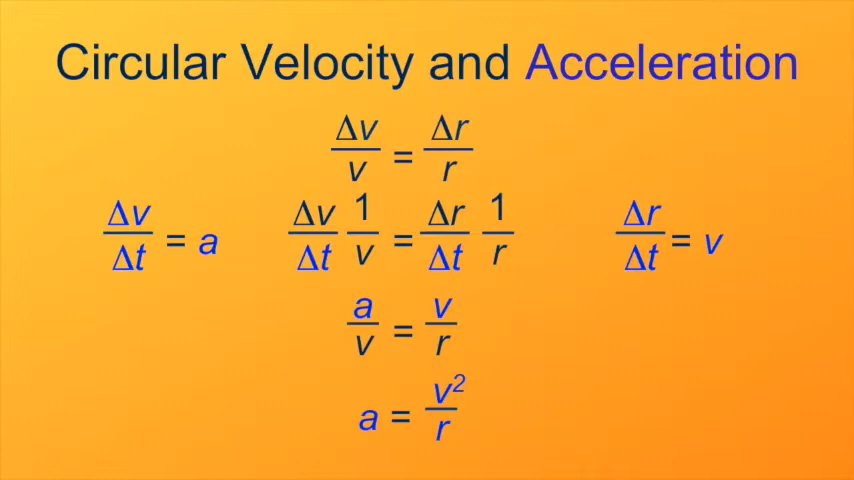 Circular Velocity and Acceleration
Δv/v = Δr/r
Δv/Δt = a
Δv/Δt 1/v = Δr/Δt 1/r
Δr/Δt = v
a/v = v/r
a = v²/r